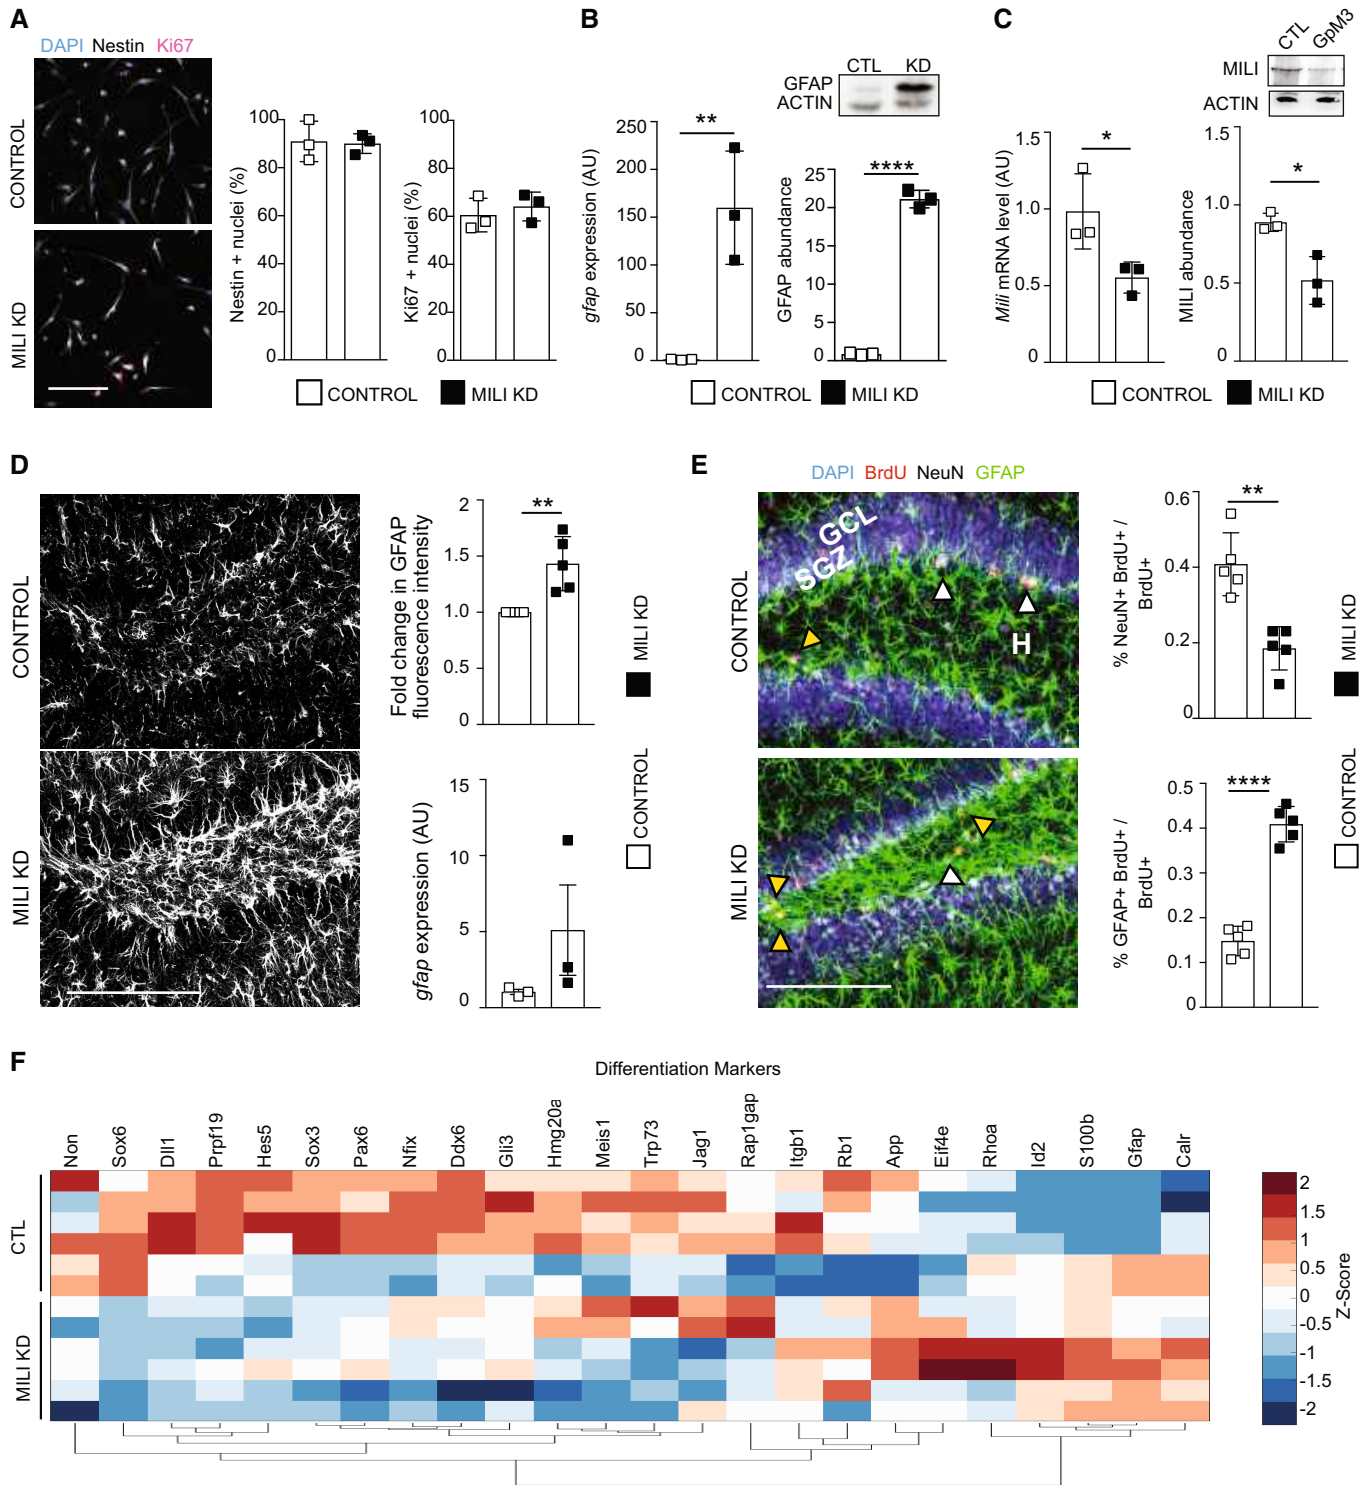 A
DAPI Nestin Ki67
CONTROL
MILI KD
Nestin + nuclei (%)
100
80
60
40
20
0
Ki67 + nuclei (%)
100
80
60
40
20
0
CONTROL MILI KD
B
CTL KD
GFAP
ACTIN
gfap expression (AU)
250
200
150
100
50
0
**
GFAP abundance
25
20
15
10
5
0
****
CONTROL MILI KD
C
CTL GpM3
MILI
ACTIN
Mili mRNA level (AU)
1.5
1.0
0.5
0
*
MILI abundance
1.5
1.0
0.5
0
*
CONTROL MILI KD
D
CONTROL
MILI KD
Fold change in GFAP
fluorescence intensity
2
1.5
1.0
0.5
0
**
gfap expression (AU)
15
10
5
0
MILI KD
CONTROL
E
DAPI BrdU NeuN GFAP
CONTROL
GCL
SGZ
H
MILI KD
% NeuN+ BrdU+ /
BrdU+
0.6
0.4
0.2
0
**
% GFAP+ BrdU+ /
BrdU+
0.5
0.4
0.3
0.2
0.1
0
****
MILI KD
CONTROL
F
Differentiation Markers
Non Sox6 Dll1 Prpf19 Hes5 Sox3 Pax6 Nfix Ddx6 Gli3 Hmg20a Meis1 Trp73 Jag1 Rap1gap Itgb1 Rb1 App Eif4e Rhoa Id2 S100b Gfap Calr
CTL
MILI KD
2
1.5
1
0.5
0
-0.5
-1
-1.5
-2
Z-Score